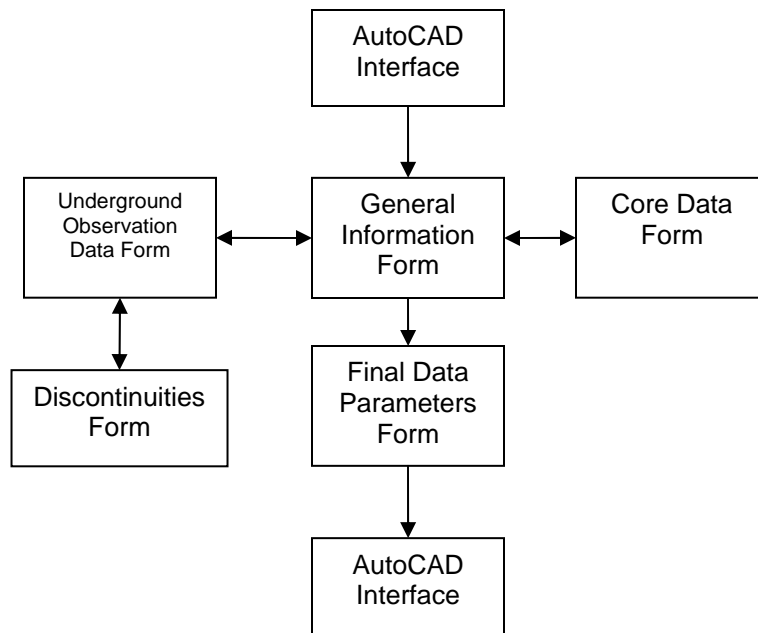 AutoCAD
Interface
Underground
Observation
Data Form
General
Information
Form
Core Data
Form
Discontinuities
Form
Final Data
Parameters
Form
AutoCAD
Interface